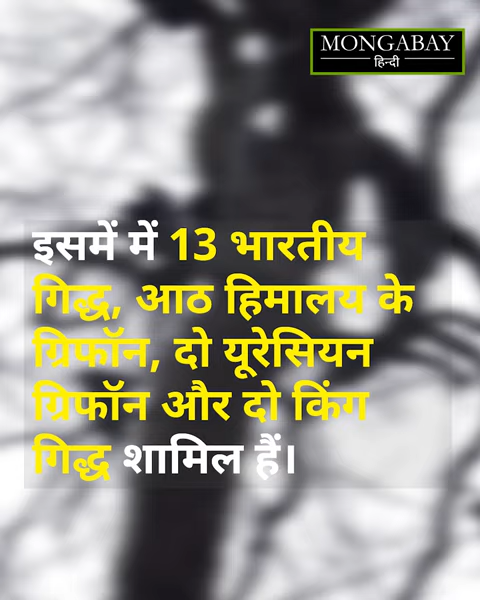 MONGABAY
हिन्दी
इसमें में 13 भारतीय
गिद्ध, आठ हिमालय के
ग्रिफॉन, दो यूरेसियन
ग्रिफॉन और दो किंग
गिद्ध शामिल हैं।